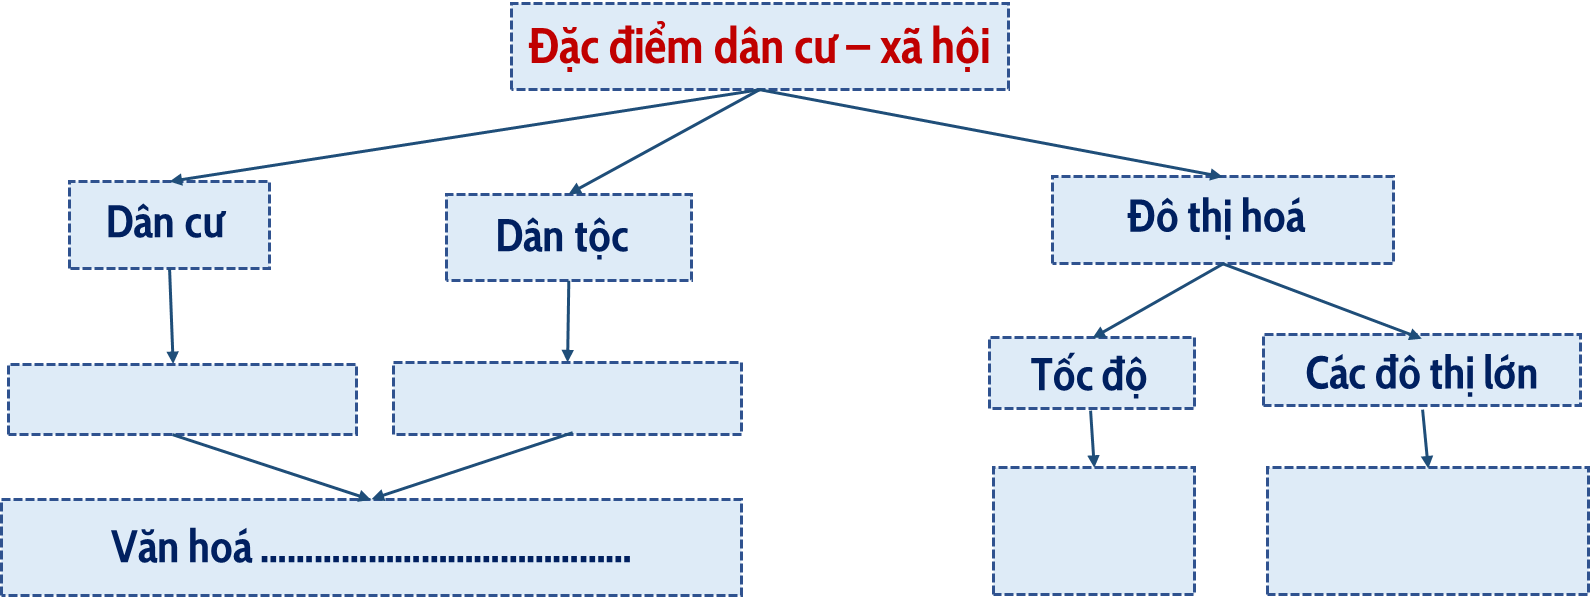 Đặc điểm dân cư – xã hội
Dân cư
Dân tộc
Đô thị hoá
Tốc độ
Các đô thị lớn
Văn hoá .........................................